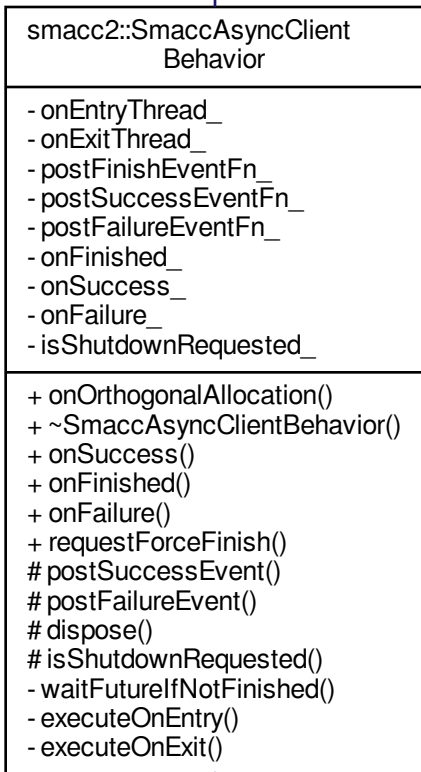 smacc2::SmaccAsyncClient
Behavior
- onEntryThread_
- onExitThread_
- postFinishEventFn_
- postSuccessEventFn_
- postFailureEventFn_
- onFinished_
- onSuccess_
- onFailure_
- isShutdownRequested_
+ onOrthogonalAllocation()
+ ~SmaccAsyncClientBehavior()
+ onSuccess()
+ onFinished()
+ onFailure()
+ requestForceFinish()
# postSuccessEvent()
# postFailureEvent()
# dispose()
# isShutdownRequested()
- waitFutureIfNotFinished()
- executeOnEntry()
- executeOnExit()